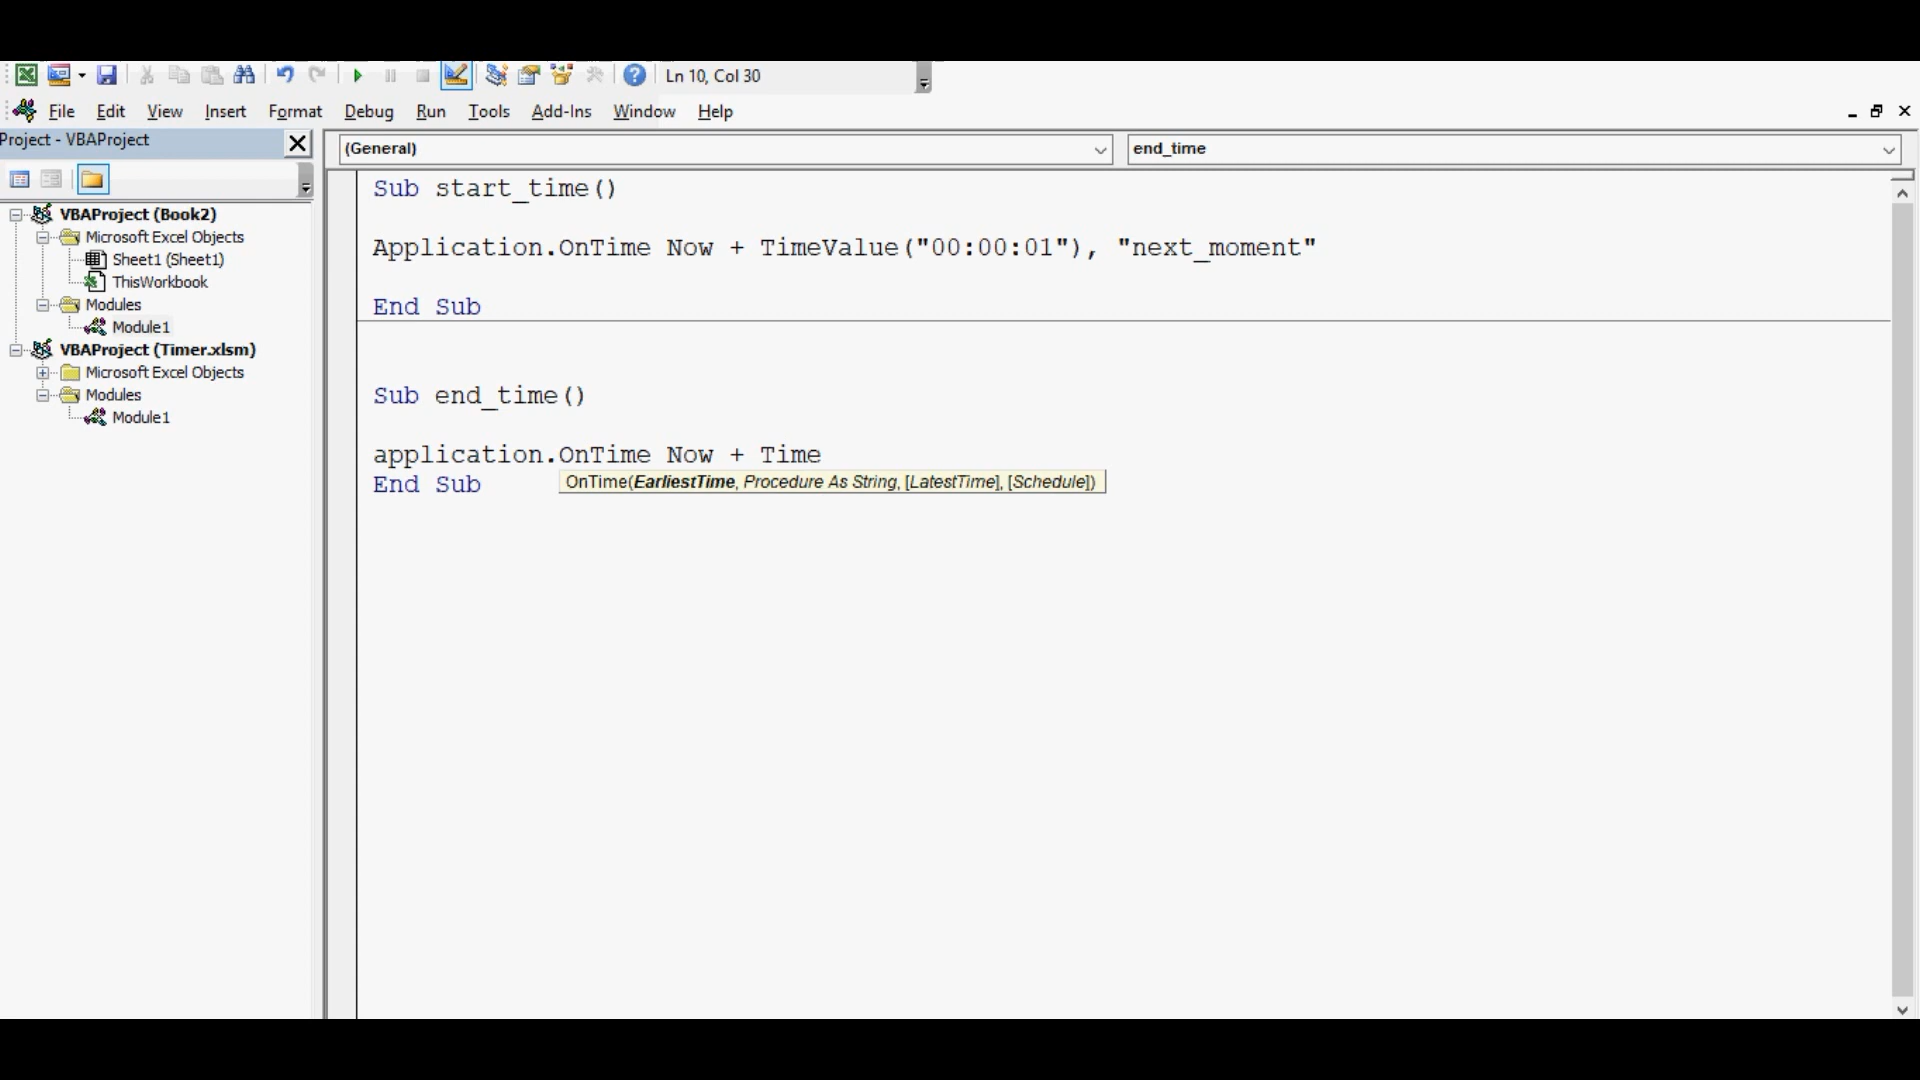 Ln 10, Col 30
File Edit View Insert Format Debug Run Tools Add-Ins Window Help
Project - VBAProject
(General) end_time
VBAProject (Book2)
Microsoft Excel Objects
Sheet1 (Sheet1)
ThisWorkbook
Modules
Module1
VBAProject (Timer.xlsm)
Microsoft Excel Objects
Modules
Module1
Sub start_time()
Application.OnTime Now + TimeValue("00:00:01"), "next_moment"
End Sub
Sub end_time()
application.OnTime Now + Time
OnTime(EarliestTime, Procedure As String, [LatestTime], [Schedule])
End Sub